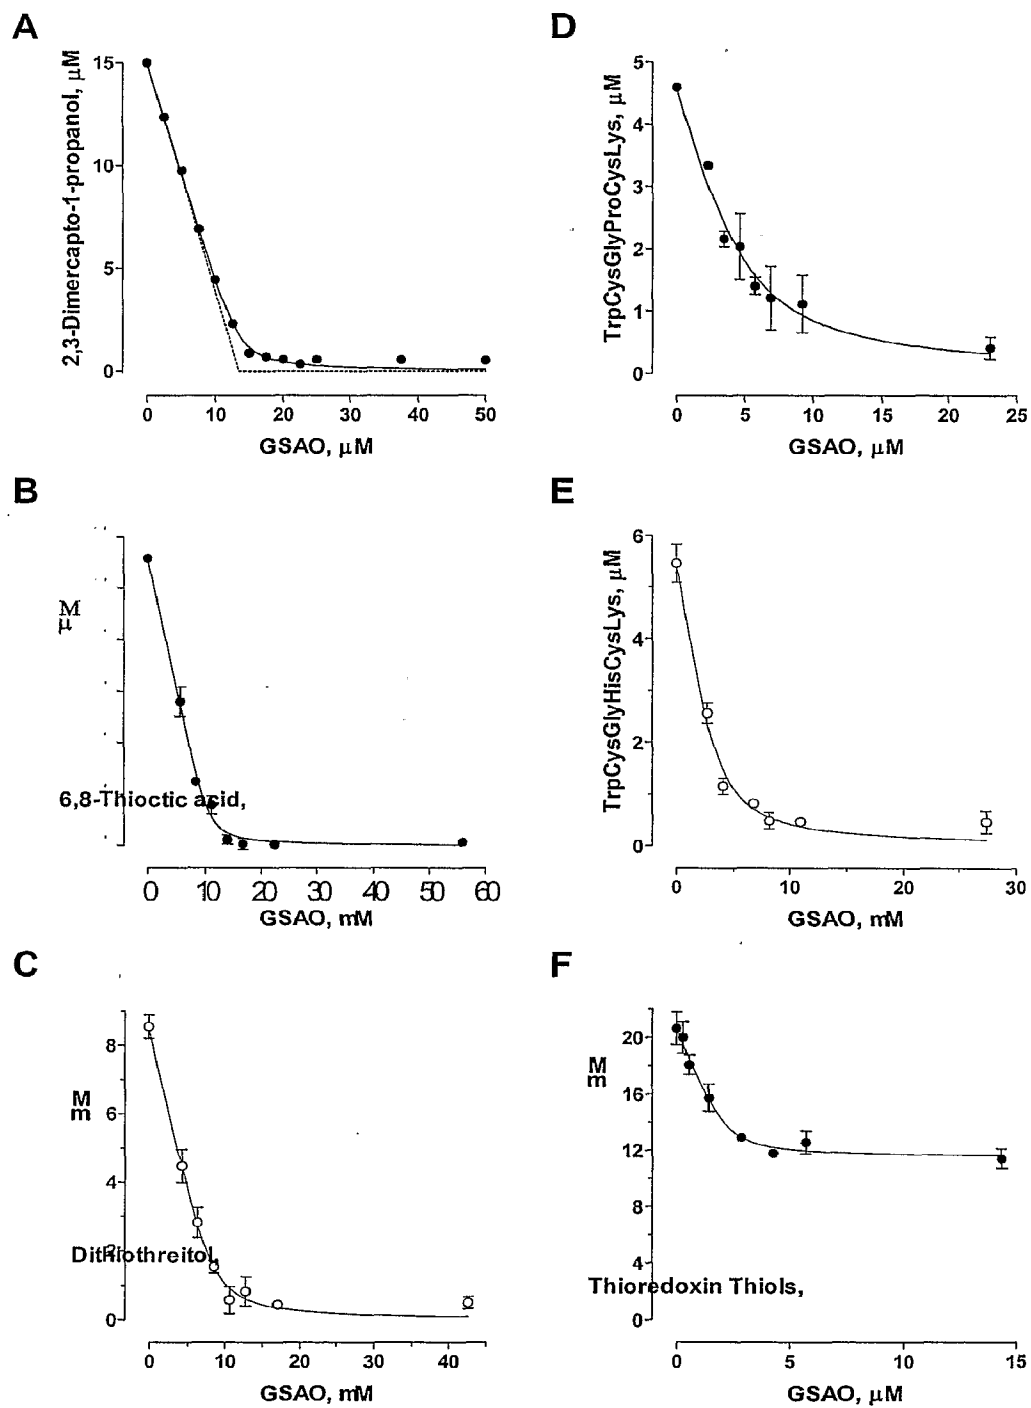 A
2,3-Dimercapto-1-propanol, μM
15
10
5
0
0 10 20 30 40 50
GSAO, μM
B
M
μ
6,8-Thioctic acid,
0 10 20 30 40 50 60
GSAO, mM
C
8
6
4
2
0
M
m
Dithiothreitol,
0 10 20 30 40
GSAO, mM
D
TrpCysGlyProCysLys, μM
5
4
3
2
1
0
0 5 10 15 20 25
GSAO, μM
E
TrpCysGlyHisCysLys, μM
6
4
2
0
0 10 20 30
GSAO, mM
F
20
16
12
8
4
0
M
m
Thioredoxin Thiols,
0 5 10 15
GSAO, μM